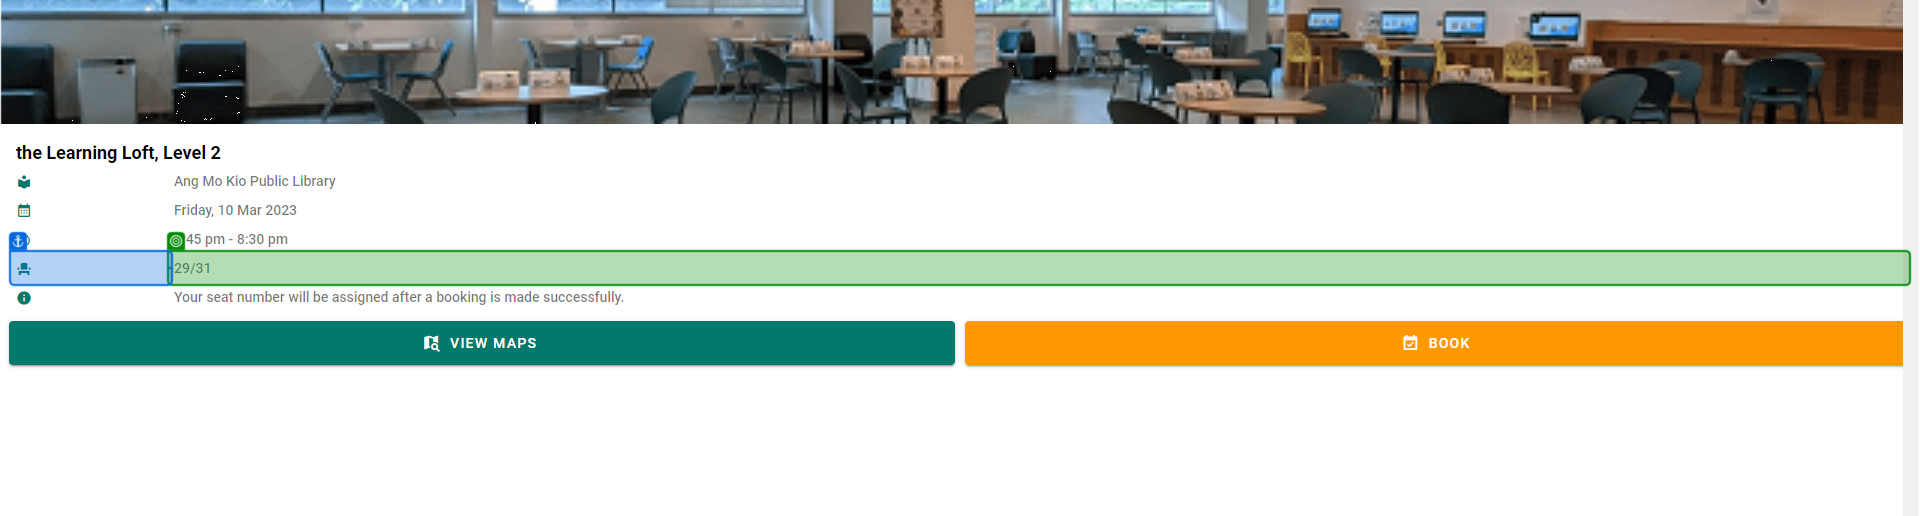 the Learning Loft, Level 2
Ang Mo Kio Public Library
Friday, 10 Mar 2023
45 pm - 8:30 pm
29/31
Your seat number will be assigned after a booking is made successfully.
VIEW MAPS
BOOK